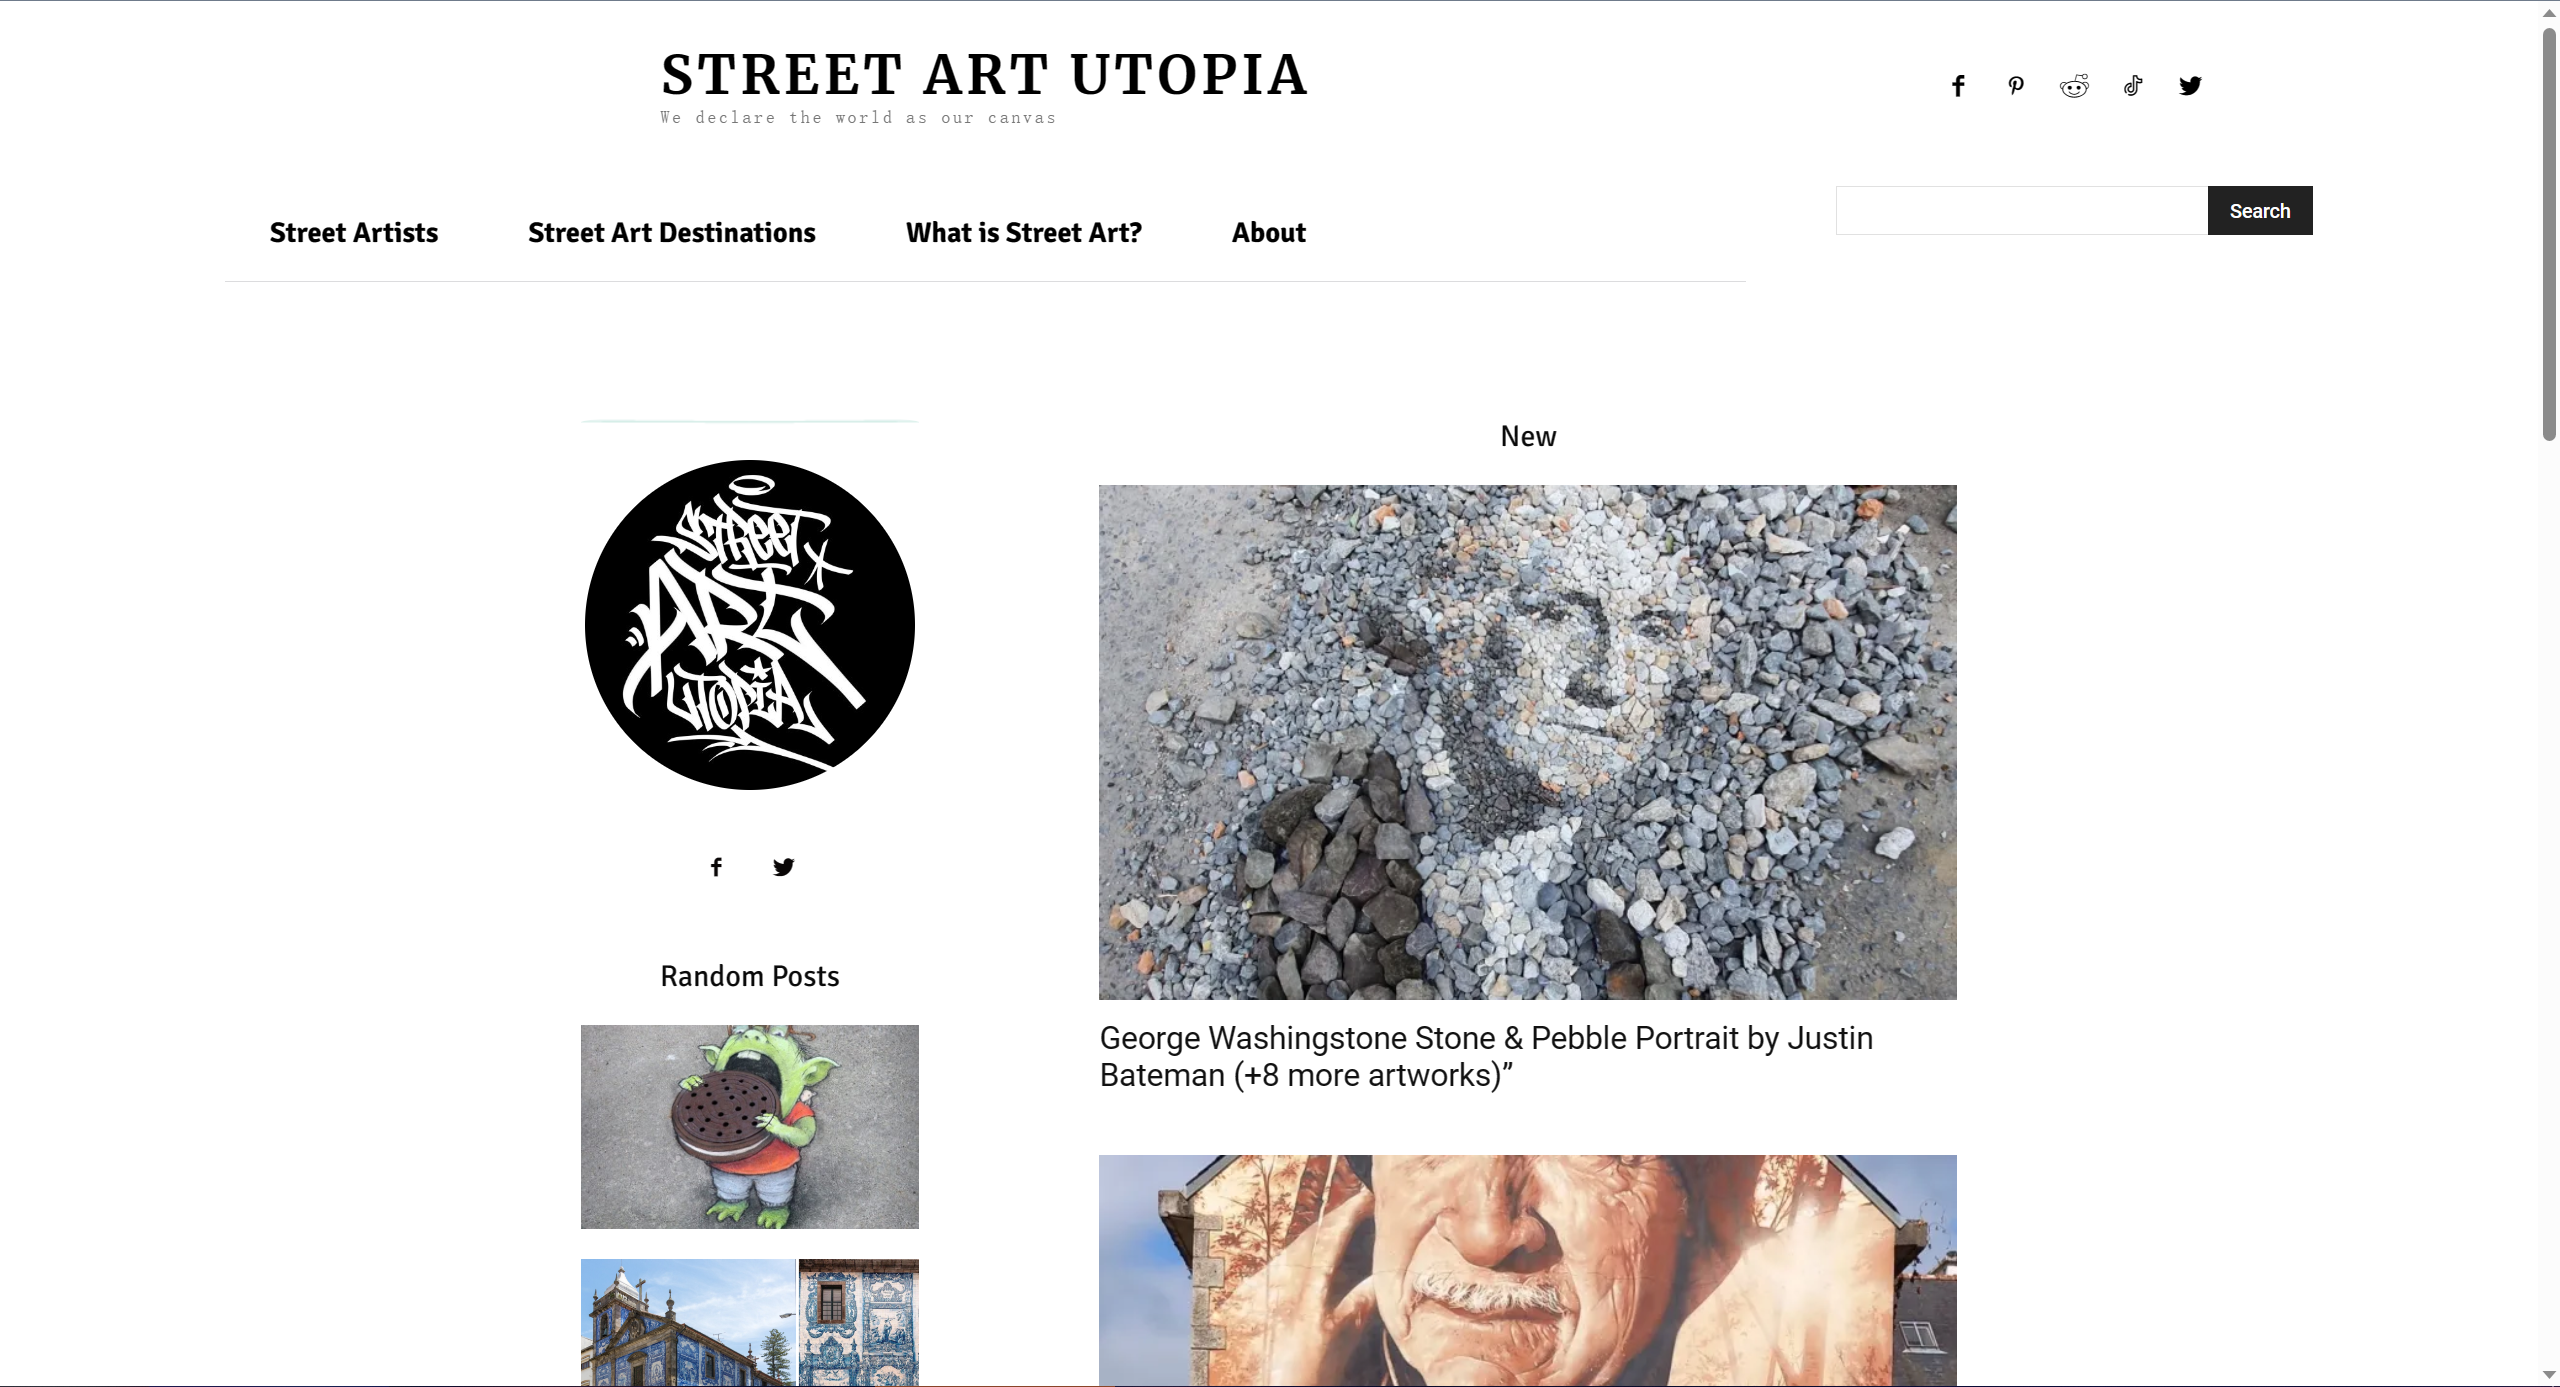 STREET ART UTOPIA
We declare the world as our canvas
Street Artists
Street Art Destinations
What is Street Art?
About
Search
STREET
ART
UTOPIA
New
George Washingstone Stone & Pebble Portrait by Justin
Bateman (+8 more artworks)”
Random Posts